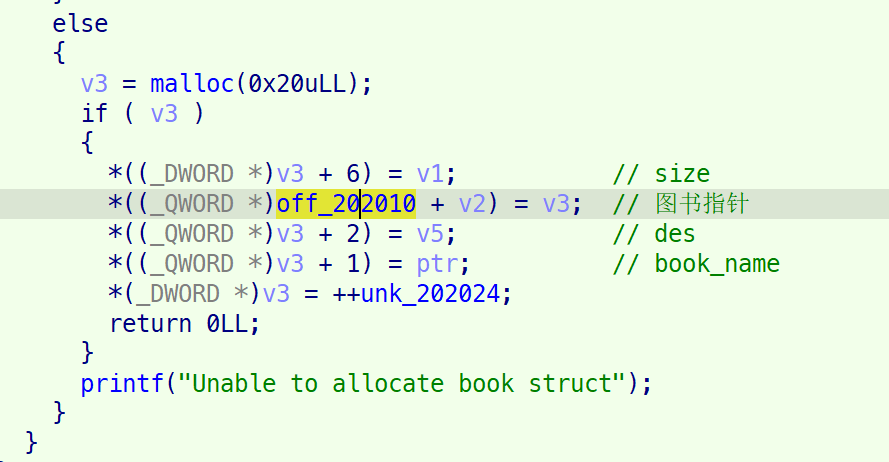 else
{
v3 = malloc(0x20uLL);
if ( v3 )
{
*((_DWORD *)v3 + 6) = v1; // size
*((_QWORD *)off_202010 + v2) = v3; // 图书指针
*((_QWORD *)v3 + 2) = v5; // des
*((_QWORD *)v3 + 1) = ptr; // book_name
*(_DWORD *)v3 = ++unk_202024;
return 0LL;
}
printf("Unable to allocate book struct");
}
}